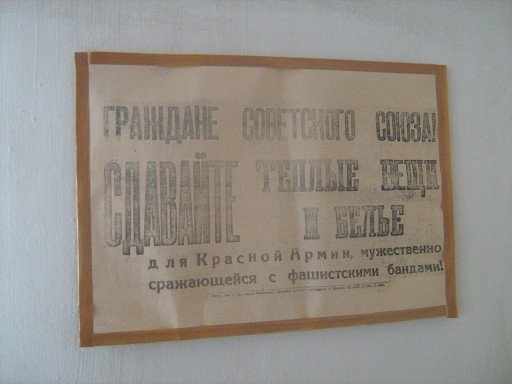 ГРАЖДАНЕ СОВЕТСКОГО СОЮЗА!
СДАВАЙТЕ ТЕПЛЫЕ ВЕЩИ
И БЕЛЬЕ
для Красной Армии, мужественно
сражающейся с фашистскими бандами!